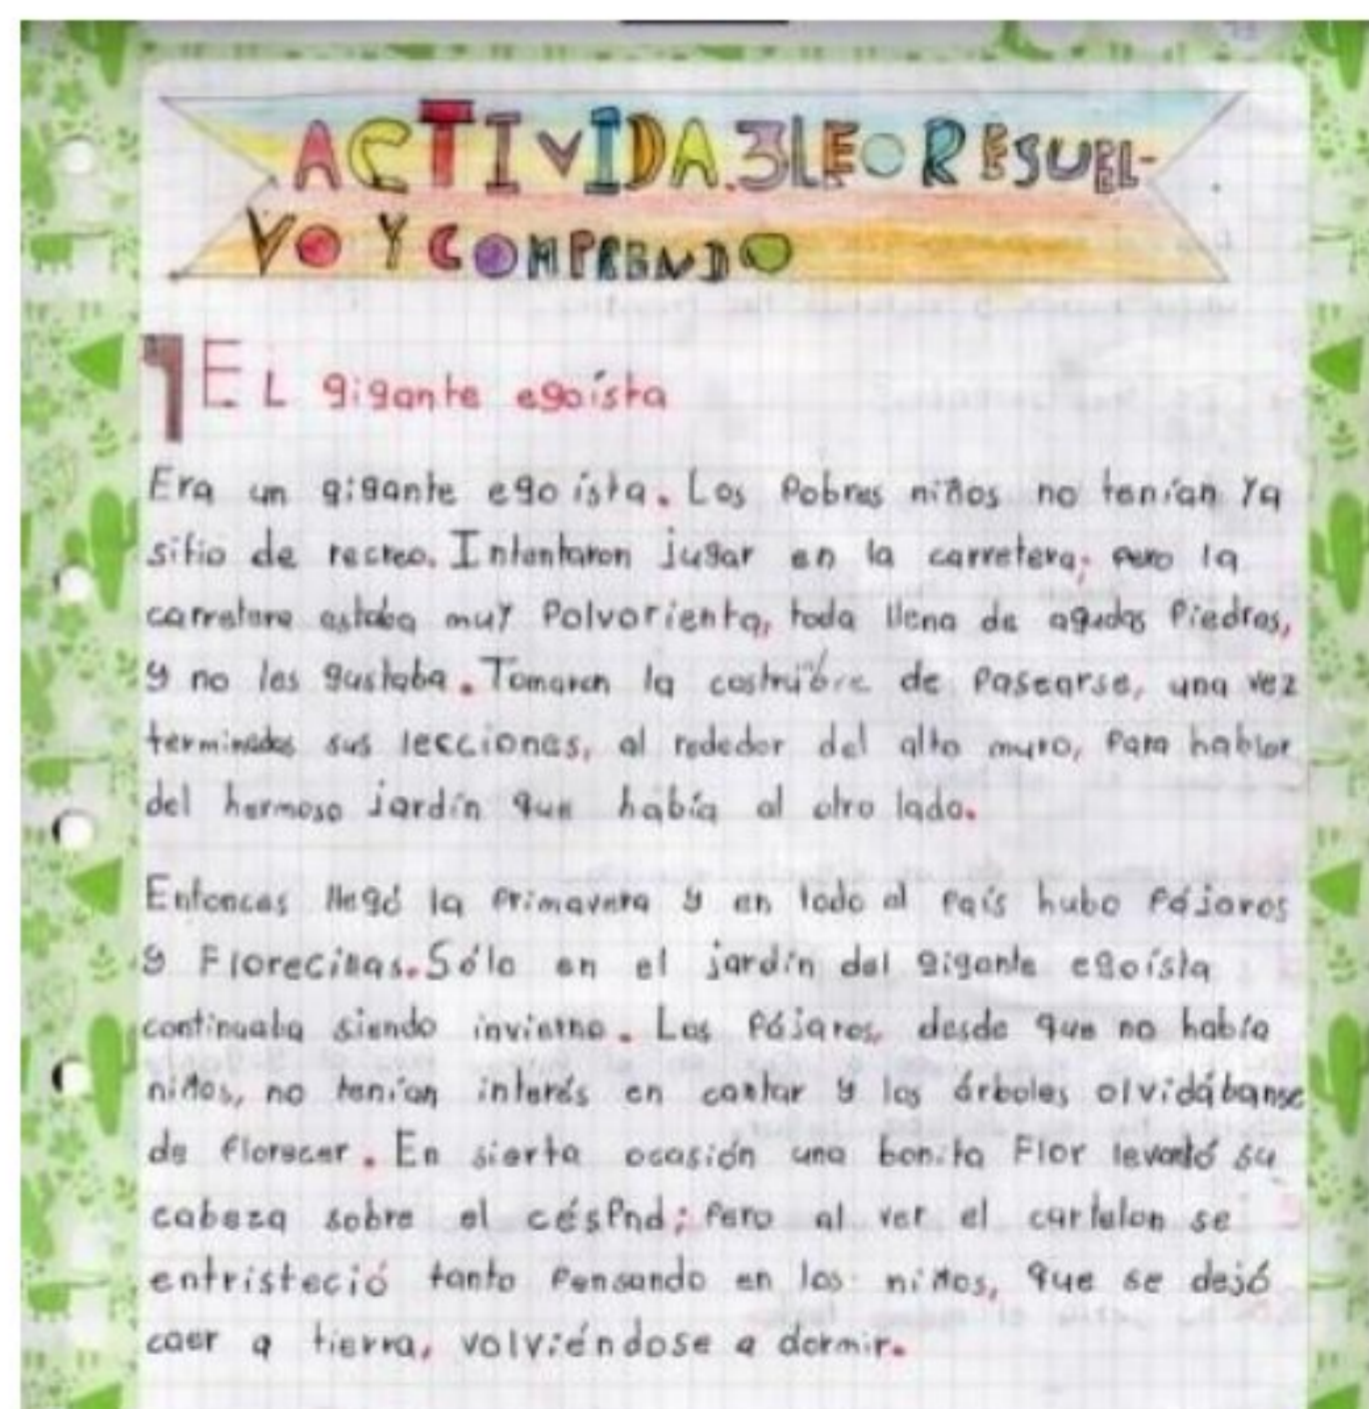 ACTIVIDA.3LEO RESUEL-
VO Y COMPRENDO
1 EL gigante egoísta
Era un gigante egoísta. Los Pobres niños no tenían ya
sitio de recreo. Intentaron jugar en la carretera; pero la
carretera estaba muy Polvorienta, toda llena de agudas Piedras,
y no les gustaba. Tomaron la costrúbre de Pasearse, una vez
terminadas sus lecciones, al rededor del alto muro, Para hablar
del hermoso jardín que había al otro lado.
Entonces llegó la Primavera y en todo el País hubo Pájaros
y Florecillas. Sólo en el jardín del gigante egoísta
continuaba siendo invierno. Los Pájaros, desde que no había
niños, no tenían interés en cantar y los árboles olvidábanse
de florecer. En sierta ocasión una bonita Flor levantó su
cabeza sobre el césPed; Pero al ver el cartelon se
entristeció tanto Pensando en los niños, que se dejó
caer a tierra, volviéndose a dormir.